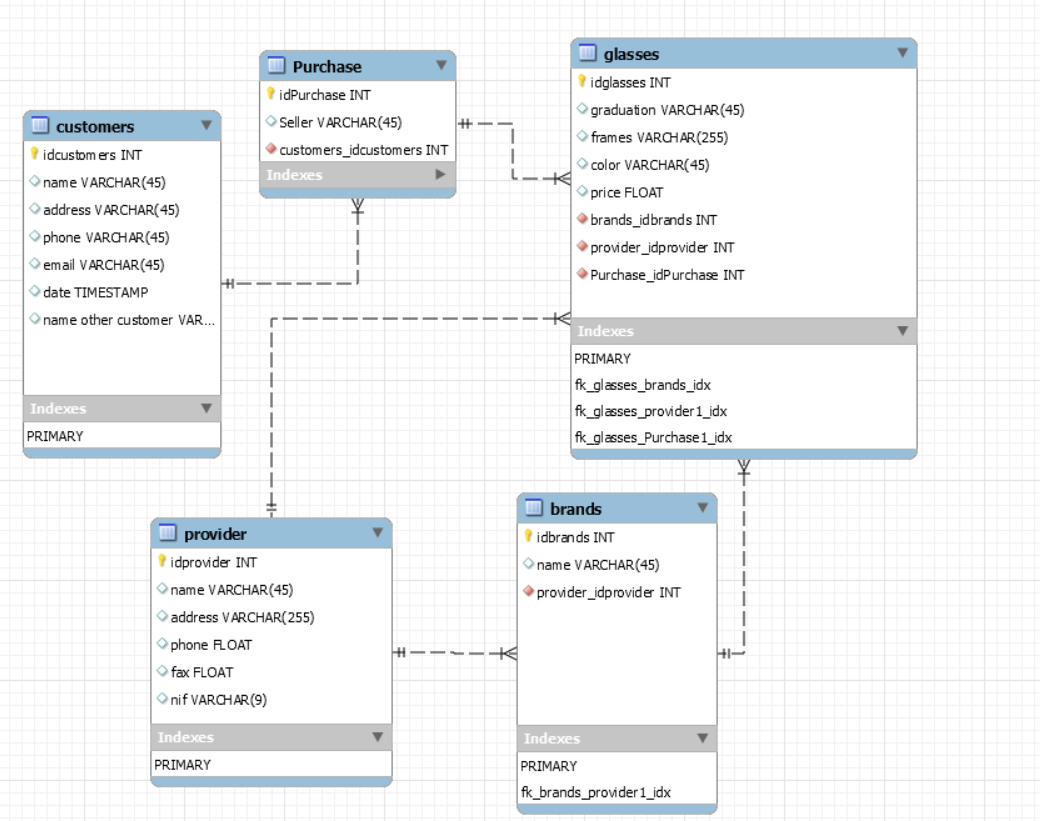 customers
idcustomers INT
name VARCHAR(45)
address VARCHAR(45)
phone VARCHAR(45)
email VARCHAR(45)
date TIMESTAMP
name other customer VAR...
Indexes
PRIMARY
Purchase
idPurchase INT
Seller VARCHAR(45)
customers_idcustomers INT
Indexes
glasses
idglasses INT
graduation VARCHAR(45)
frames VARCHAR(255)
color VARCHAR(45)
price FLOAT
brands_idbrands INT
provider_idprovider INT
Purchase_idPurchase INT
Indexes
PRIMARY
fk_glasses_brands_idx
fk_glasses_provider1_idx
fk_glasses_Purchase1_idx
provider
idprovider INT
name VARCHAR(45)
address VARCHAR(255)
phone FLOAT
fax FLOAT
nif VARCHAR(9)
Indexes
PRIMARY
brands
idbrands INT
name VARCHAR(45)
provider_idprovider INT
Indexes
PRIMARY
fk_brands_provider1_idx